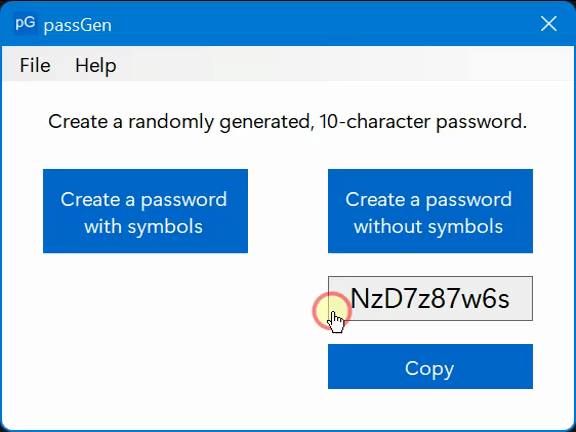 pG passGen
File Help
Create a randomly generated, 10-character password.
Create a password
with symbols
Create a password
without symbols
NzD7z87w6s
Copy